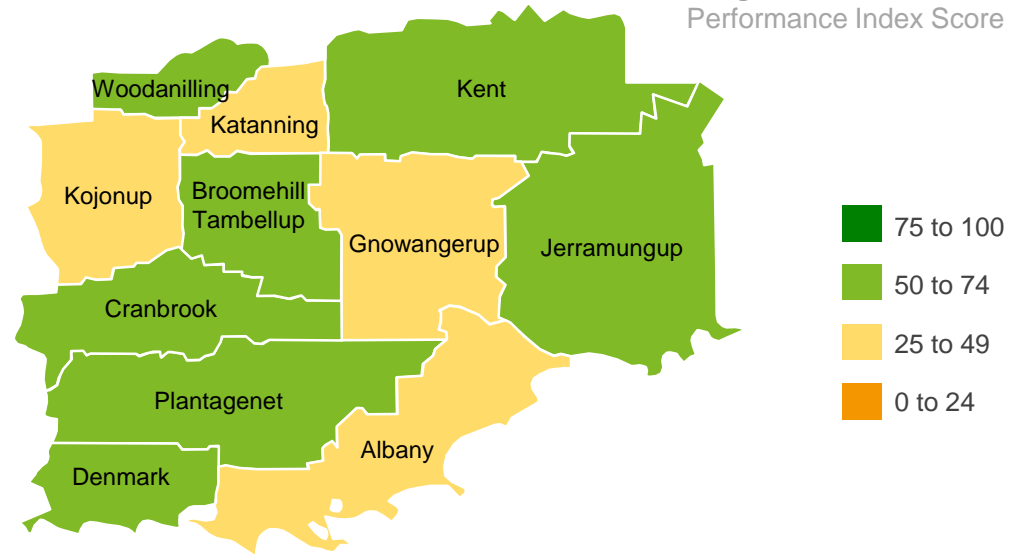 Performance Index Score
Woodanilling
Kent
Katanning
Kojonup
Broomehill
Tambellup
Gnowangerup
Jerramungup
Cranbrook
Plantagenet
Albany
Denmark
75 to 100
50 to 74
25 to 49
0 to 24